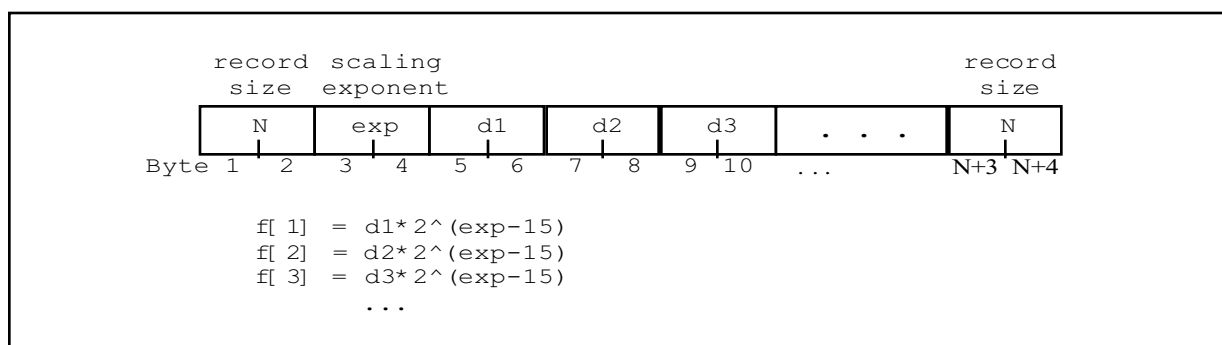 record scaling record
size exponent size
N exp d1 d2 d3 . . . N
Byte 1 2 3 4 5 6 7 8 9 10 ... N+3 N+4
f[ 1] = d1*2^(exp-15)
f[ 2] = d2*2^(exp-15)
f[ 3] = d3*2^(exp-15)
...